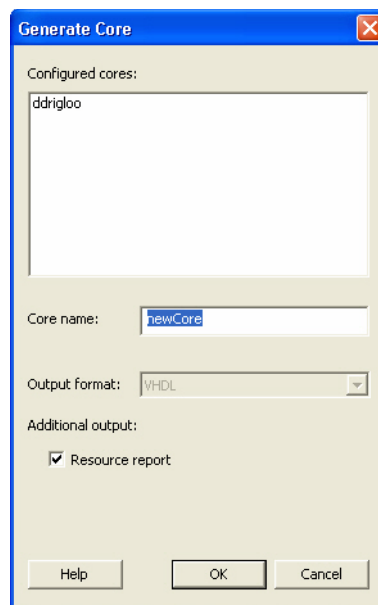 Generate Core
Configured cores:
ddrigloo
Core name: newCore
Output format: VHDL
Additional output:
Resource report
Help OK Cancel